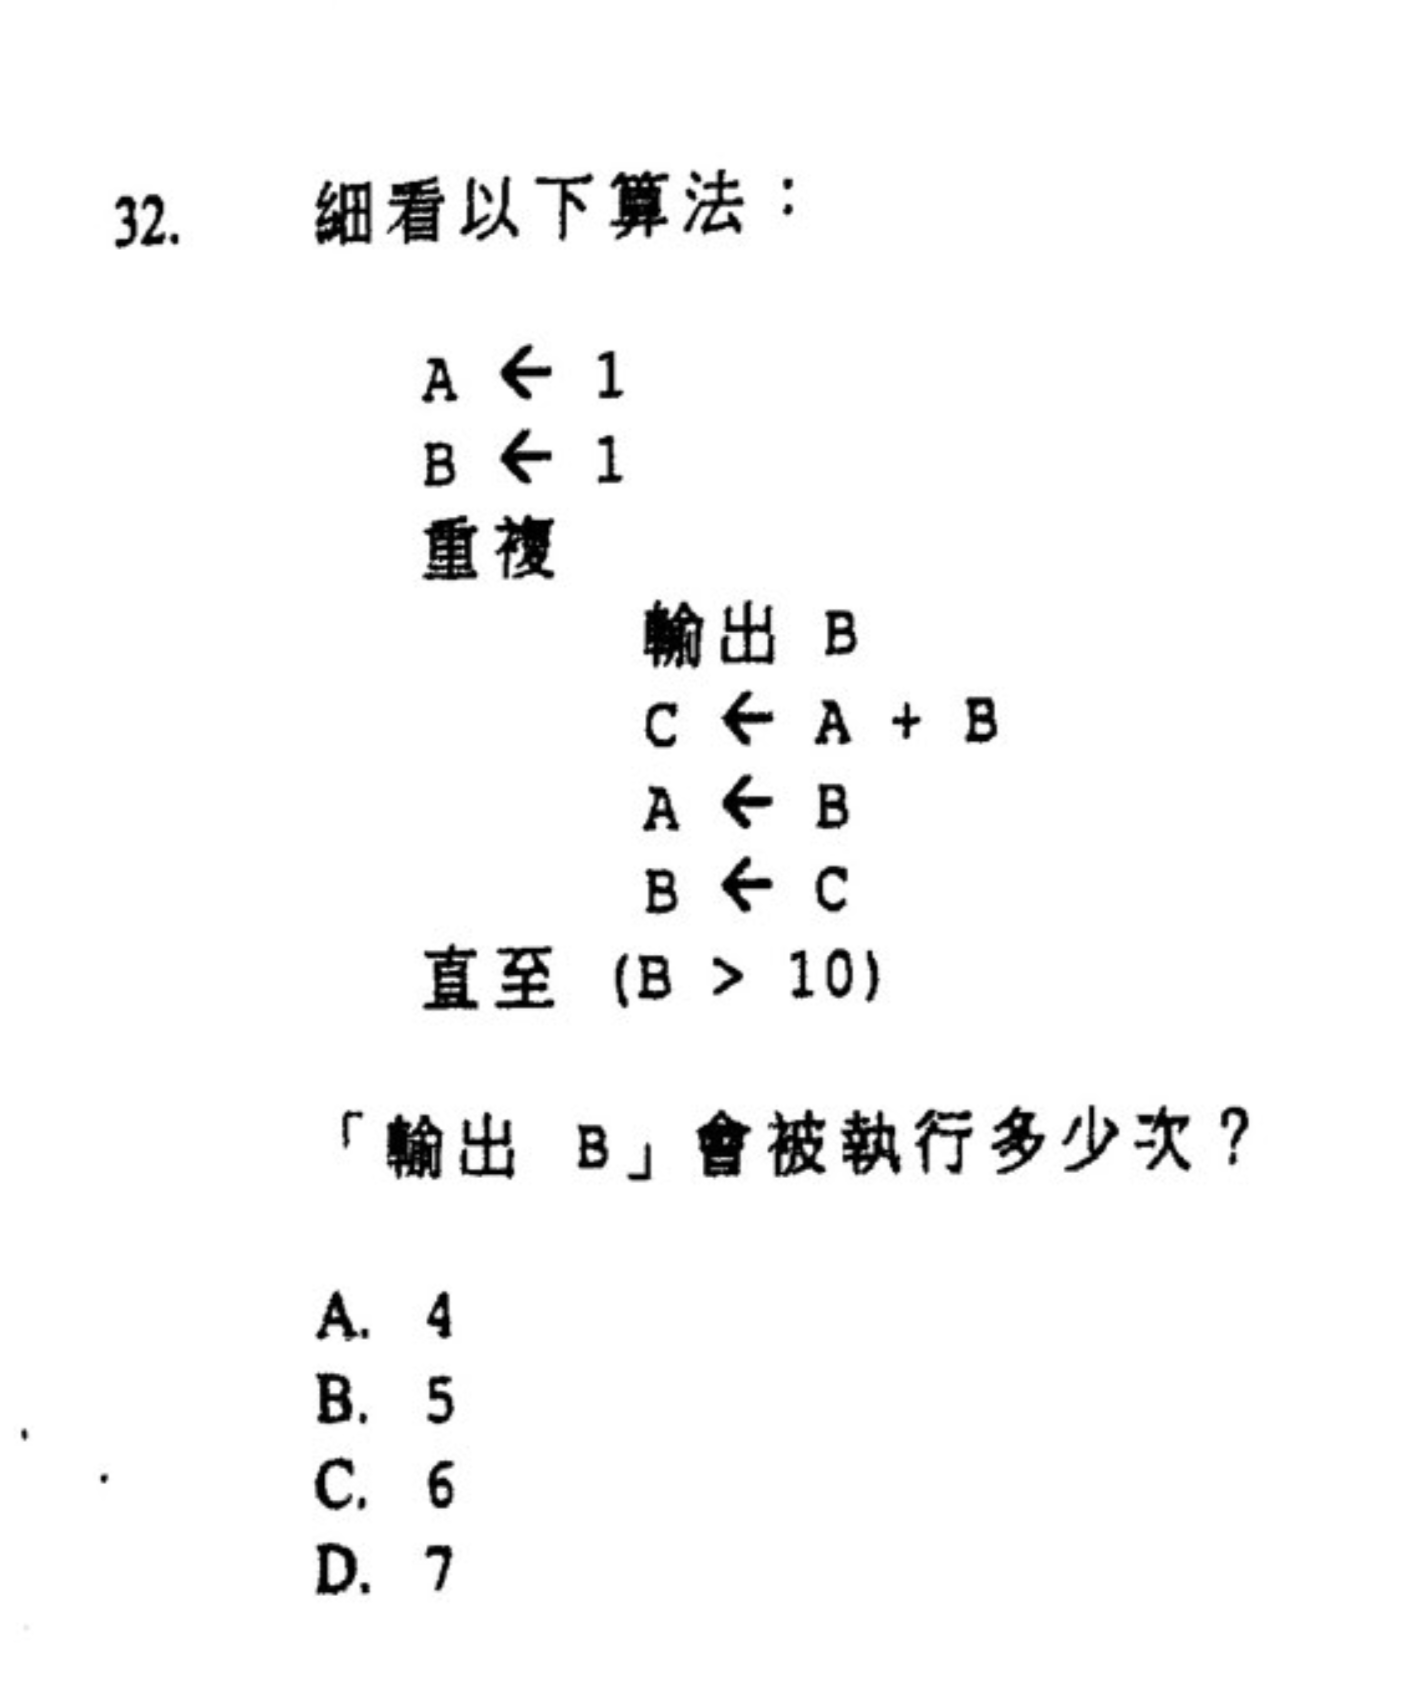 32. 細看以下算法：
A ← 1
B ← 1
重複
輸出 B
C ← A + B
A ← B
B ← C
直至 (B > 10)
「輸出 B」會被執行多少次？
A. 4
B. 5
C. 6
D. 7